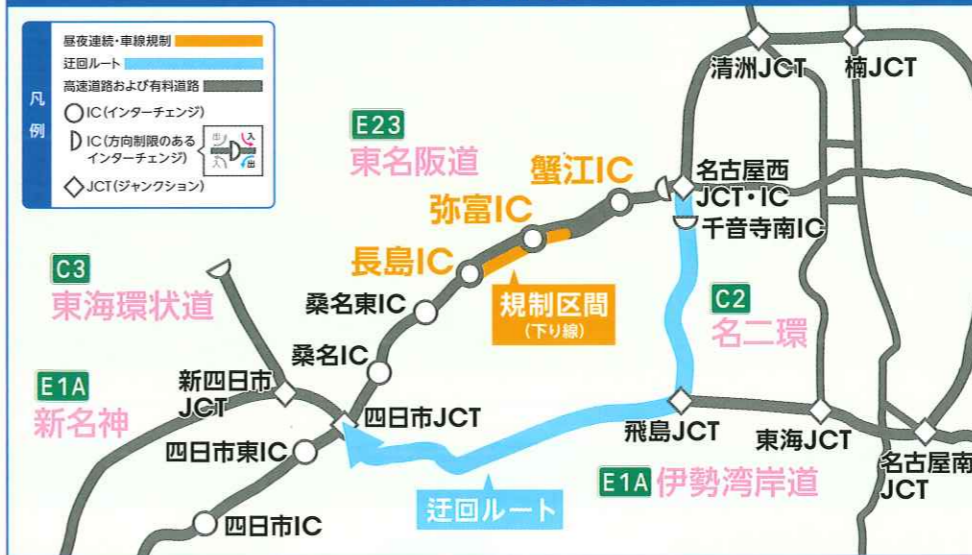 凡例
昼夜連続・車線規制
迂回ルート
高速道路および有料道路
IC(インターチェンジ)
IC(方向制限のある
インターチェンジ)
出
入
入
出
JCT(ジャンクション)
清洲JCT
楠JCT
E23
東名阪道
蟹江IC
名古屋西
JCT・IC
弥富IC
千音寺南IC
長島IC
C3
東海環状道
桑名東IC
規制区間
(下り線)
C2
名二環
桑名IC
E1A
新名神
新四日市
JCT
四日市JCT
飛島JCT
東海JCT
四日市東IC
名古屋南
JCT
E1A 伊勢湾岸道
迂回ルート
四日市IC